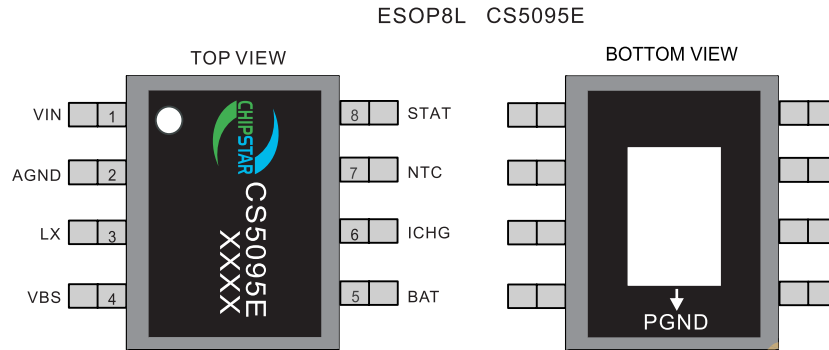 ESOP8L CS5095E
TOP VIEW
BOTTOM VIEW
VIN 1
8 STAT
AGND 2
7 NTC
LX 3
6 ICHG
VBS 4
5 BAT
CHIPSTAR
CS5095E
XXXX
PGND